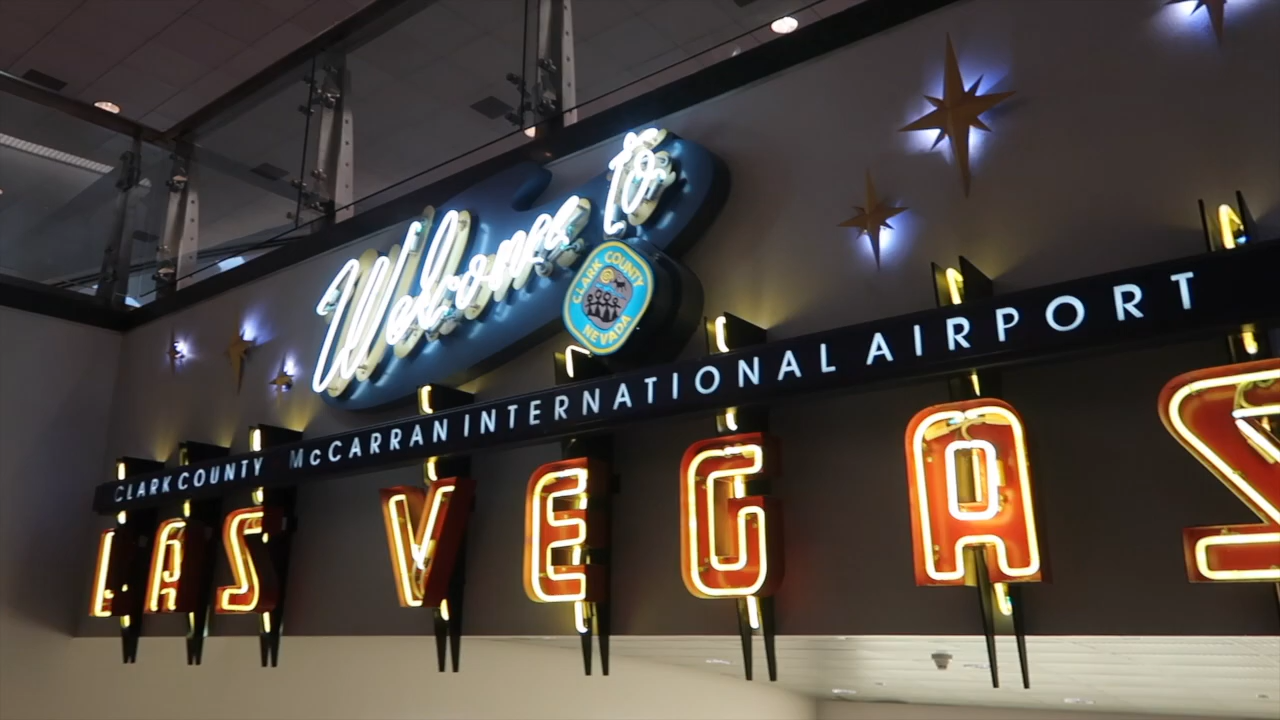 Welcome to
CLARK COUNTY
NEVADA
CLARK COUNTY McCARRAN INTERNATIONAL AIRPORT
LAS VEGAS